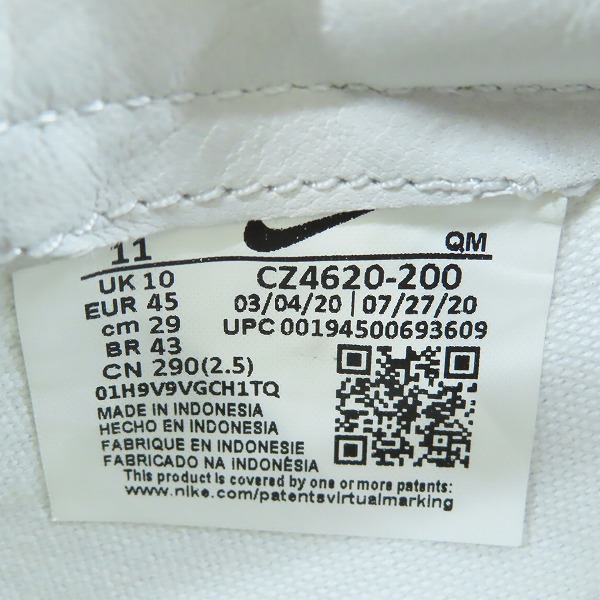 11
QM
UK 10
CZ4620-200
EUR 45
03/04/20 | 07/27/20
cm 29
UPC 00194500693609
BR 43
CN 290(2.5)
01H9V9VGCH1TQ
MADE IN INDONESIA
HECHO EN INDONESIA
FABRIQUE EN INDONESIE
FABRICADO NA INDONÉSIA
This product is covered by one or more patents:
www.nike.com/patentsvirtualmarking